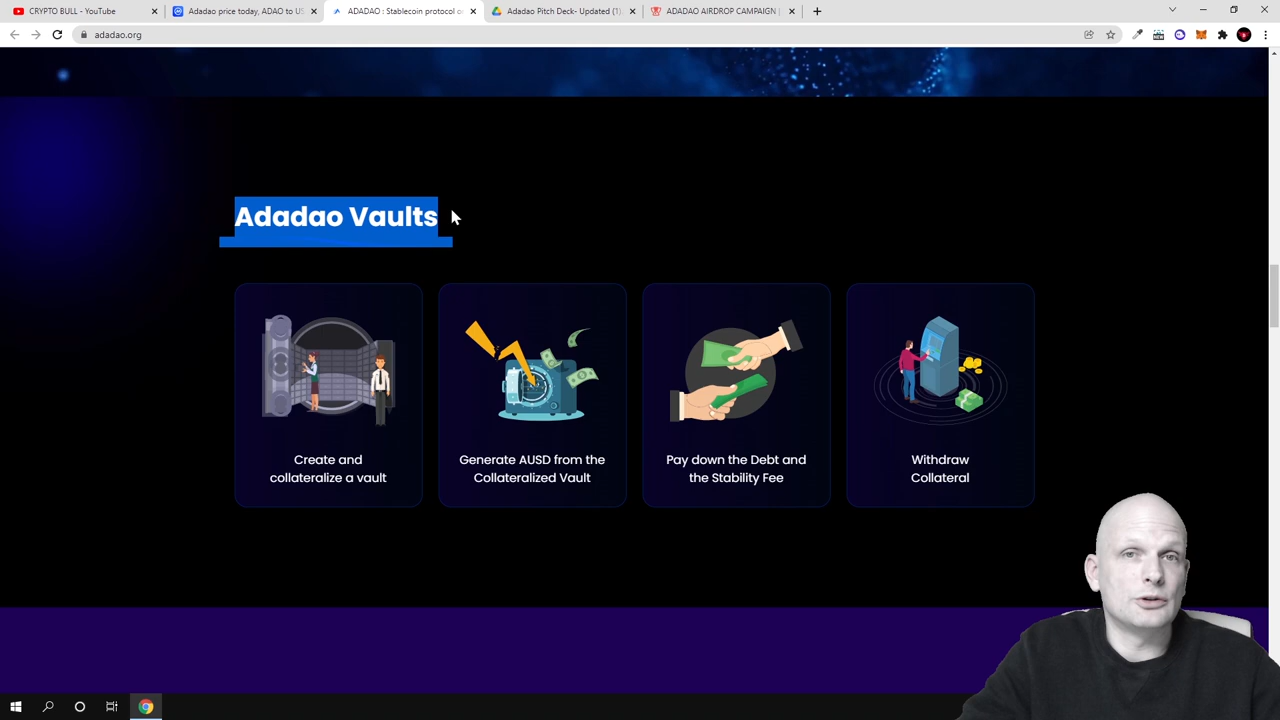 CRYPTO BULL - YouTube
Adadao price today, ADAO to US
ADADAO : Stablecoin protocol o
Adadao Pitch Deck- Updated (1)
ADADAO AIRDROP CAMPAIGN |
adadao.org
Adadao Vaults
Create and
collateralize a vault
Generate AUSD from the
Collateralized Vault
Pay down the Debt and
the Stability Fee
Withdraw
Collateral